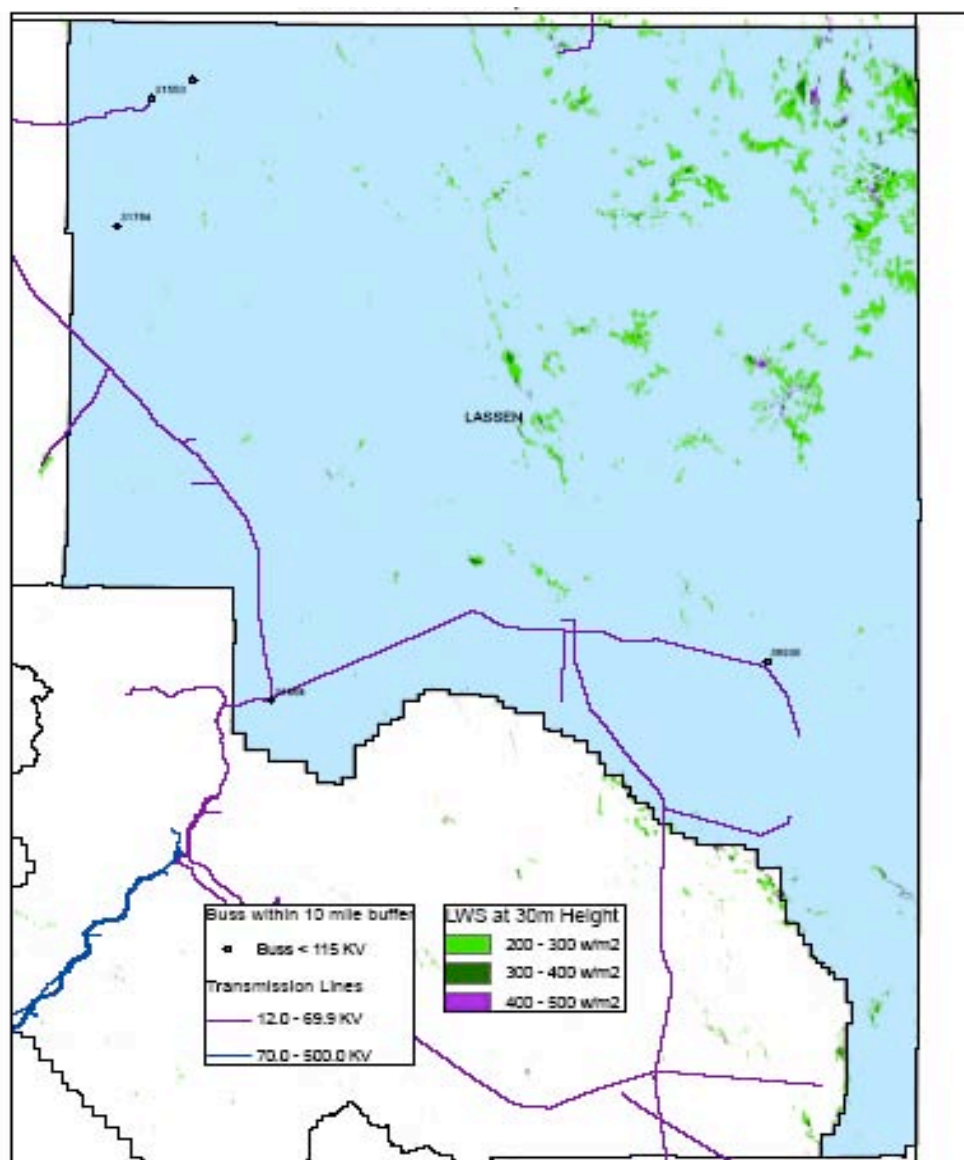 31784
LASSEN
Buss within 10 mile buffer
Buss < 115 KV
Transmission Lines
12.0 - 69.9 KV
70.0 - 500.0 KV
LWS at 30m Height
200 - 300 w/m2
300 - 400 w/m2
400 - 500 w/m2